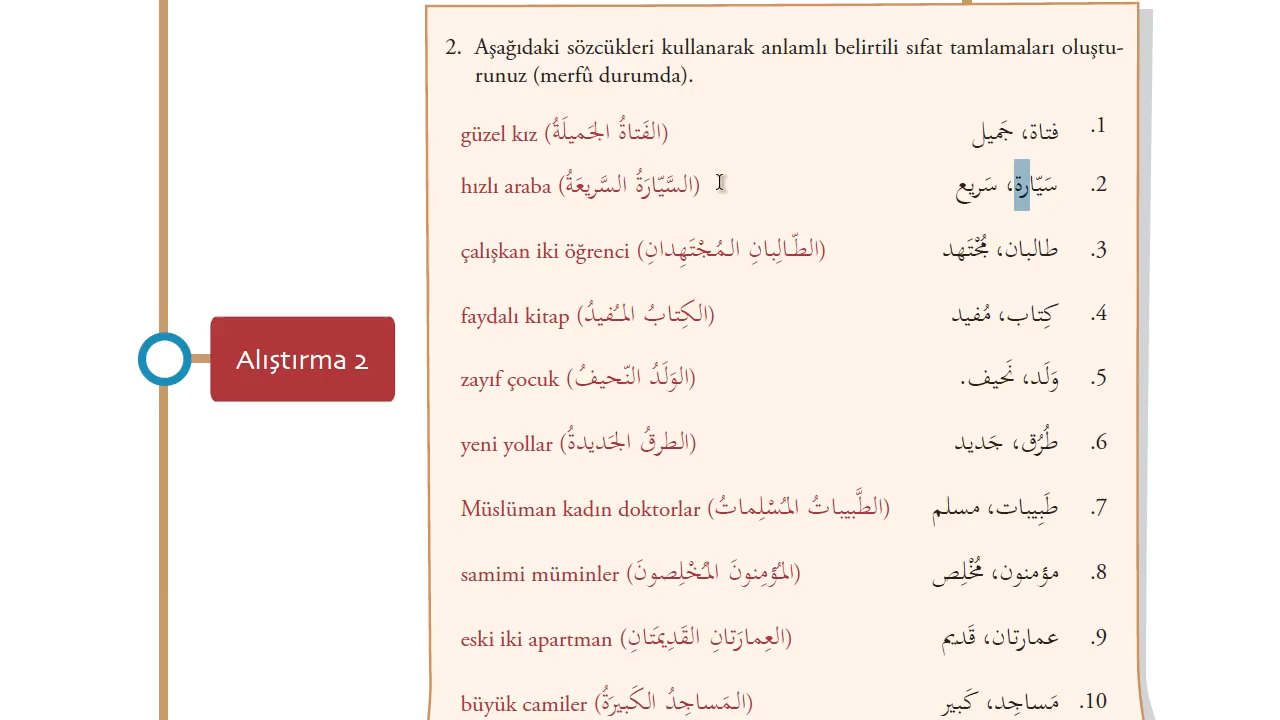 2. Aşağıdaki sözcükleri kullanarak anlamlı belirtili sıfat tamlamaları oluştu-
runuz (merfû durumda).
1. فتاة، جَميل güzel kız (الفَتاةُ الجَميلَةُ)
2. سَيّارة، سَريع hızlı araba (السَّيّارَةُ السَّريعَةُ)
3. طالبان، مُجْتَهد çalışkan iki öğrenci (الطّالِبانِ المُجْتَهِدانِ)
4. كِتاب، مُفيد faydalı kitap (الكِتابُ المُفيدُ)
5. وَلَد، نَحيف. zayıf çocuk (الوَلَدُ النّحيفُ)
6. طُرُق، جَديد yeni yollar (الطرقُ الجَديدةُ)
7. طَبِيبات، مسلم Müslüman kadın doktorlar (الطَّبيباتُ المُسْلِماتُ)
8. مؤمنون، مُخْلِص samimi müminler (المُؤمِنونَ المُخْلِصونَ)
9. عمارتان، قَديم eski iki apartman (العِمارَتانِ القَدِيمَتَانِ)
10. مَساجِد، كَبير büyük camiler (المَساجِدُ الكَبيرَةُ)
Alıştırma 2